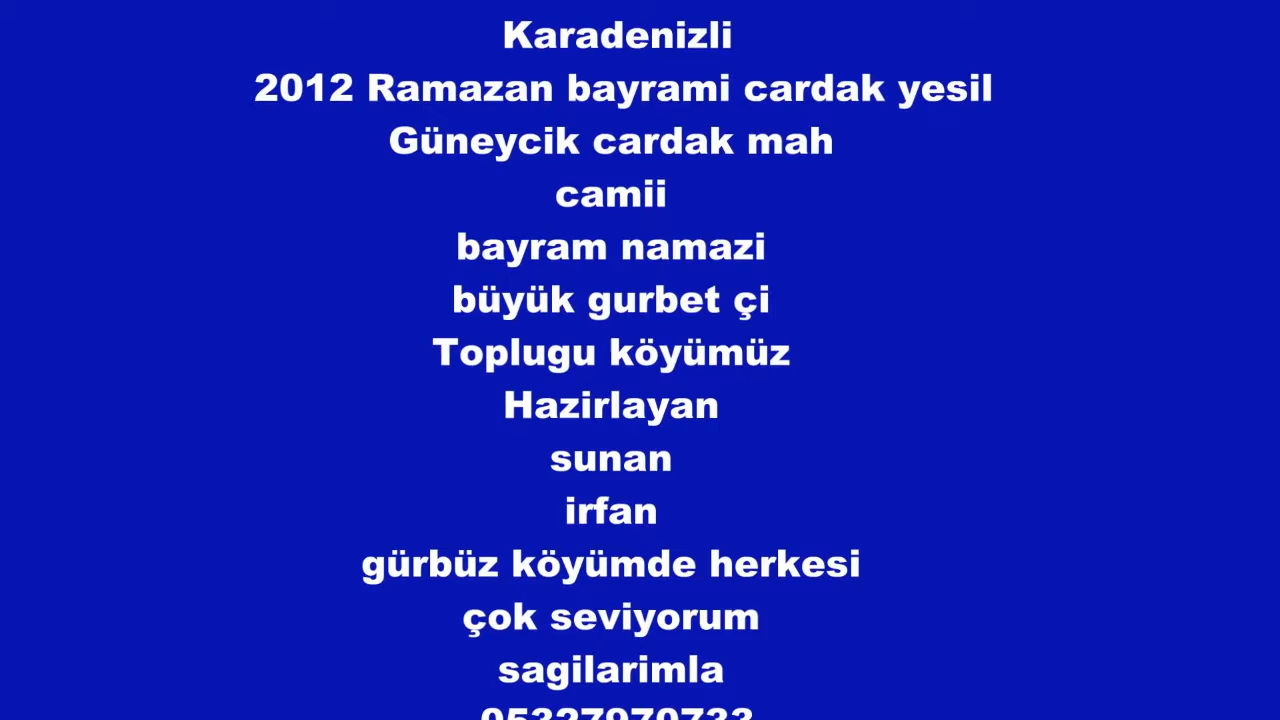 Karadenizli
2012 Ramazan bayrami cardak yesil
Güneycik cardak mah
camii
bayram namazi
büyük gurbet çi
Toplugu köyümüz
Hazirlayan
sunan
irfan
gürbüz köyümde herkesi
çok seviyorum
sagilarimla
05327970733